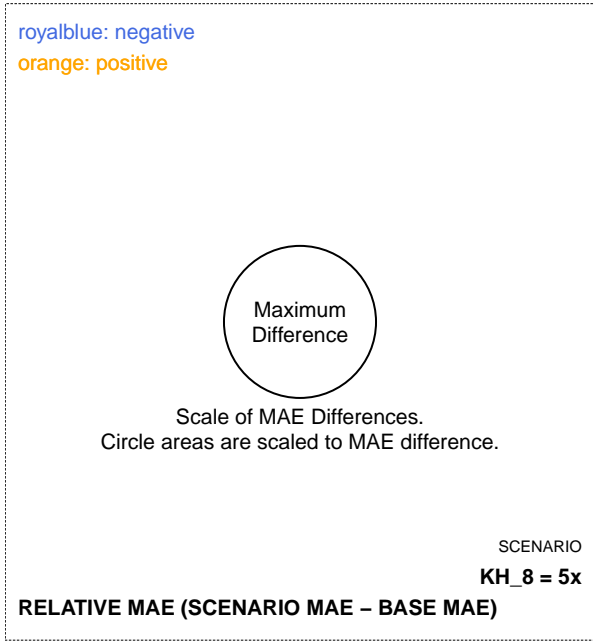 royalblue: negative
orange: positive
Maximum
Difference
Scale of MAE Differences.
Circle areas are scaled to MAE difference.
SCENARIO
KH_8 = 5x
RELATIVE MAE (SCENARIO MAE − BASE MAE)